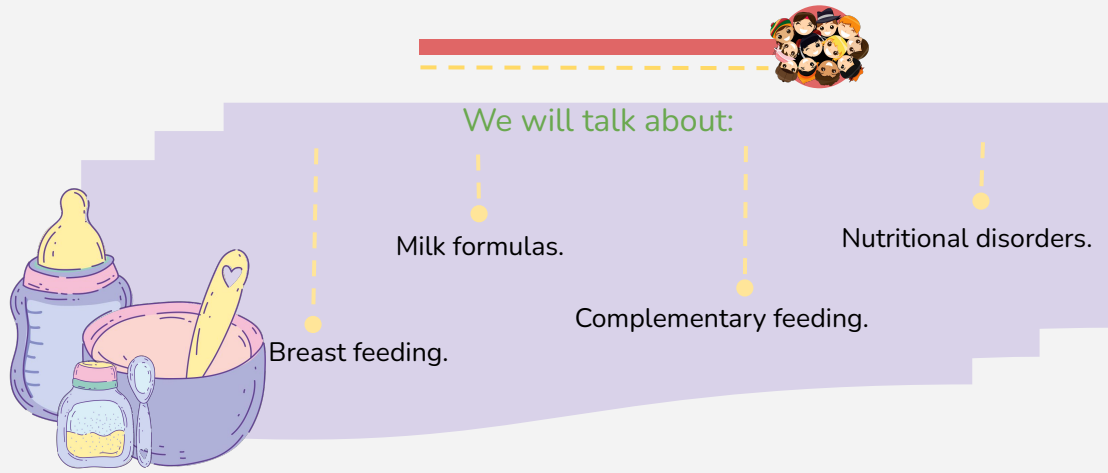 We will talk about:
Breast feeding.
Milk formulas.
Complementary feeding.
Nutritional disorders.